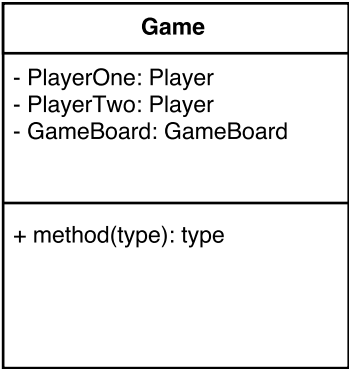 Game
- PlayerOne: Player
- PlayerTwo: Player
- GameBoard: GameBoard
+ method(type): type